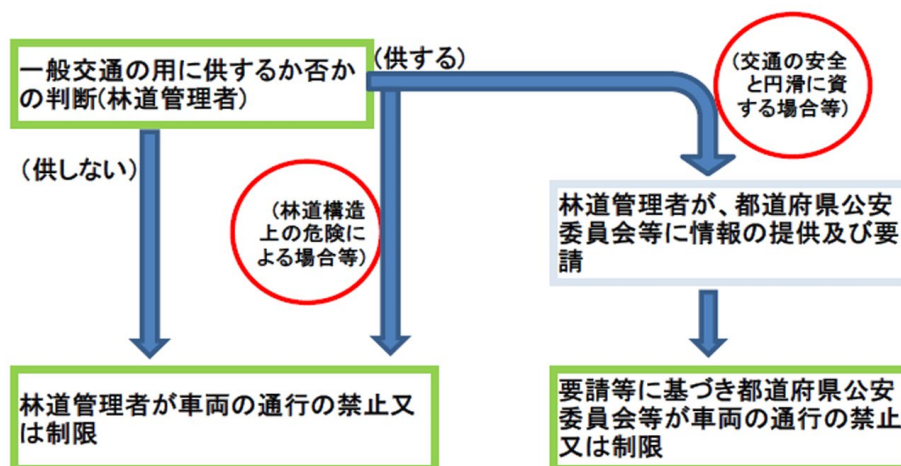 一般交通の用に供するか否か
の判断(林道管理者)
(供する)
(交通の安全
と円滑に資
する場合等)
(供しない)
(林道構造
上の危険に
よる場合等)
林道管理者が、都道府県公安
委員会等に情報の提供及び要
請
林道管理者が車両の通行の禁止又
は制限
要請等に基づき都道府県公安
委員会等が車両の通行の禁止
又は制限